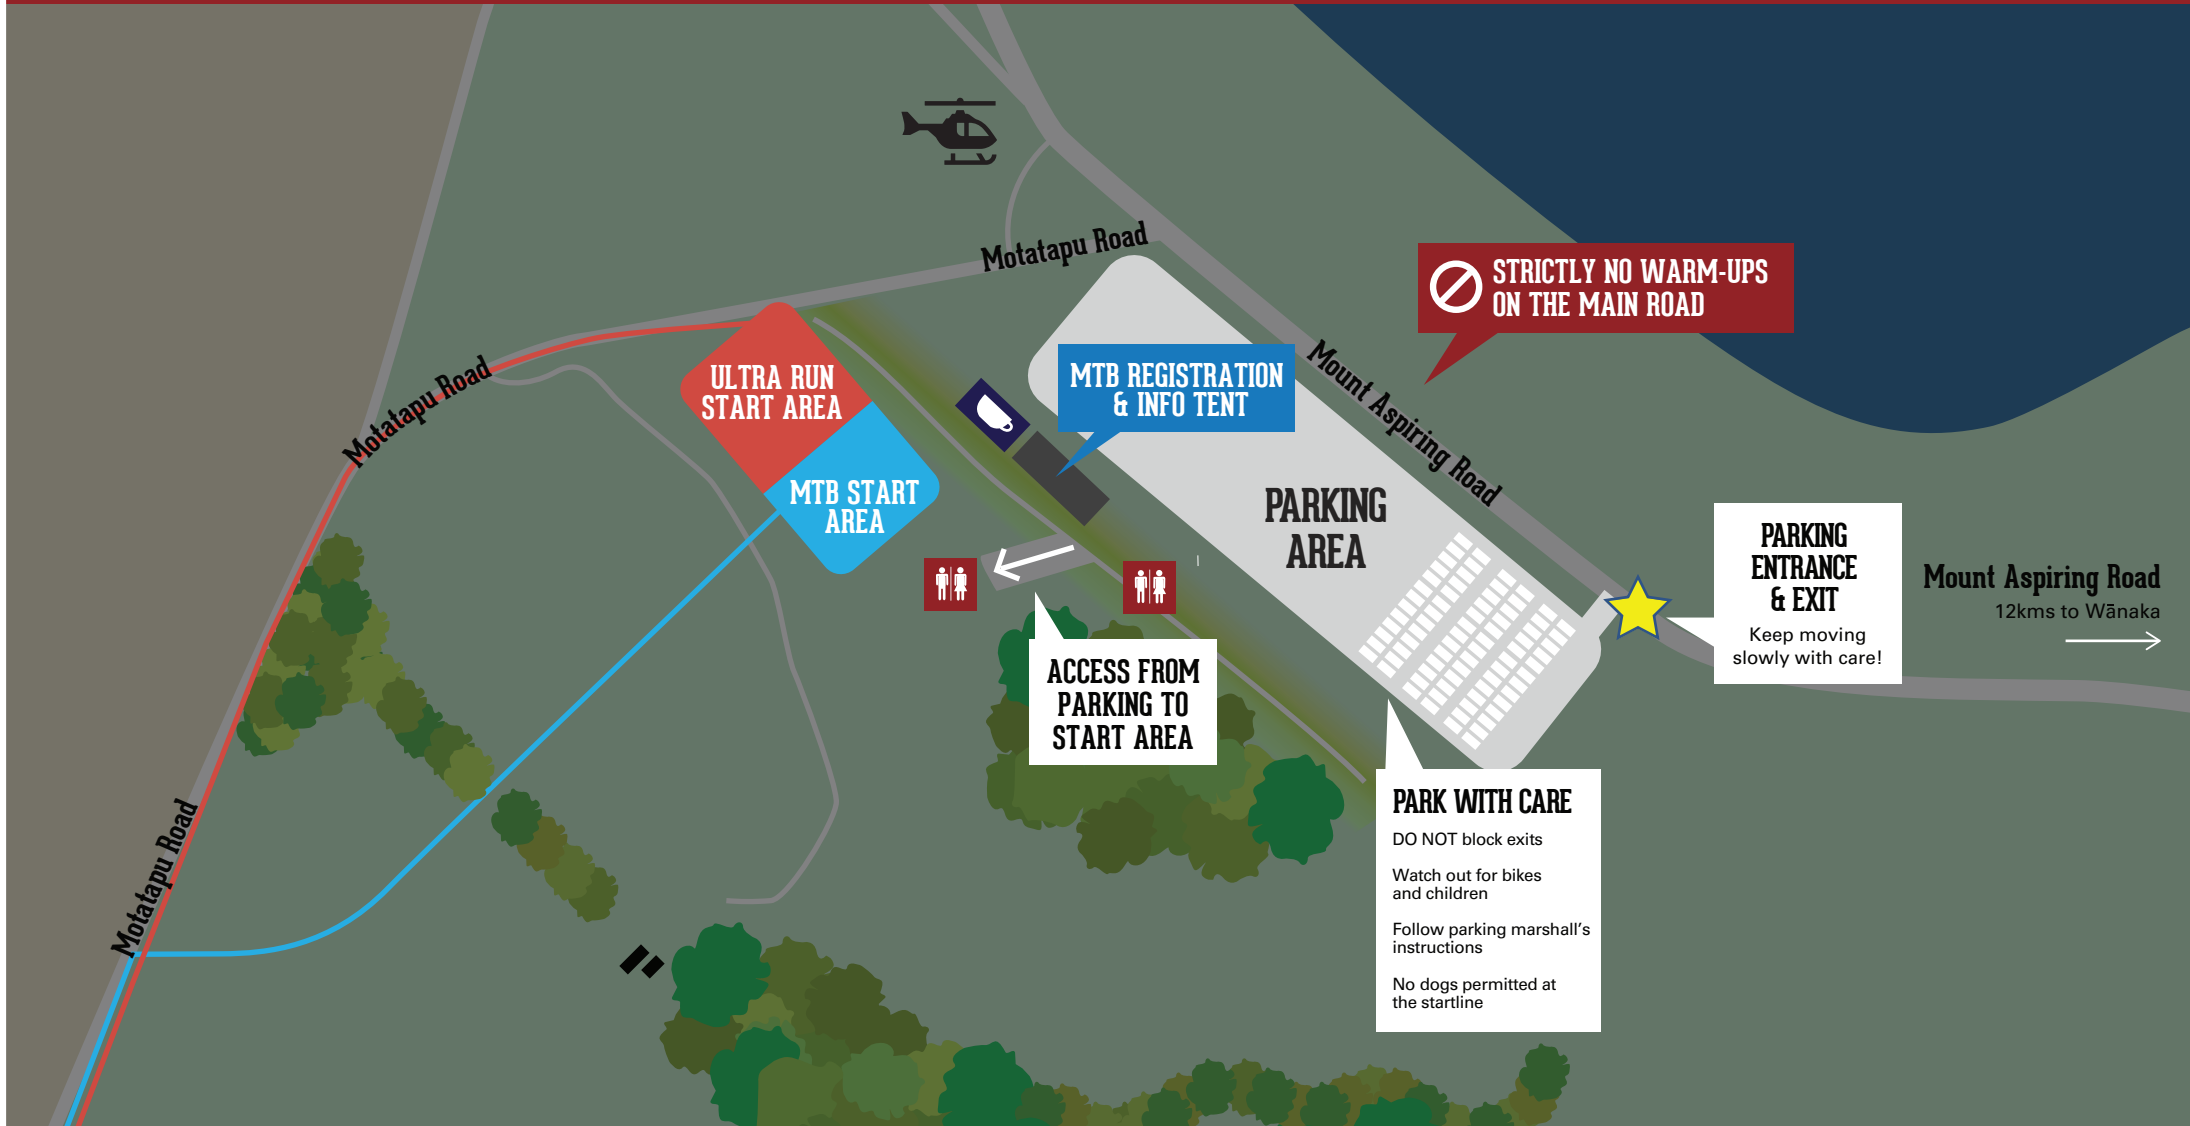 Motatapu Road
STRICTLY NO WARM-UPS
ON THE MAIN ROAD
Motatapu Road
ULTRA RUN
START AREA
MTB REGISTRATION
& INFO TENT
Mount Aspiring Road
MTB START
AREA
PARKING
AREA
PARKING
ENTRANCE
& EXIT
Keep moving
slowly with care!
Mount Aspiring Road
12kms to Wānaka
ACCESS FROM
PARKING TO
START AREA
Motatapu Road
PARK WITH CARE
DO NOT block exits
Watch out for bikes
and children
Follow parking marshall's
instructions
No dogs permitted at
the startline